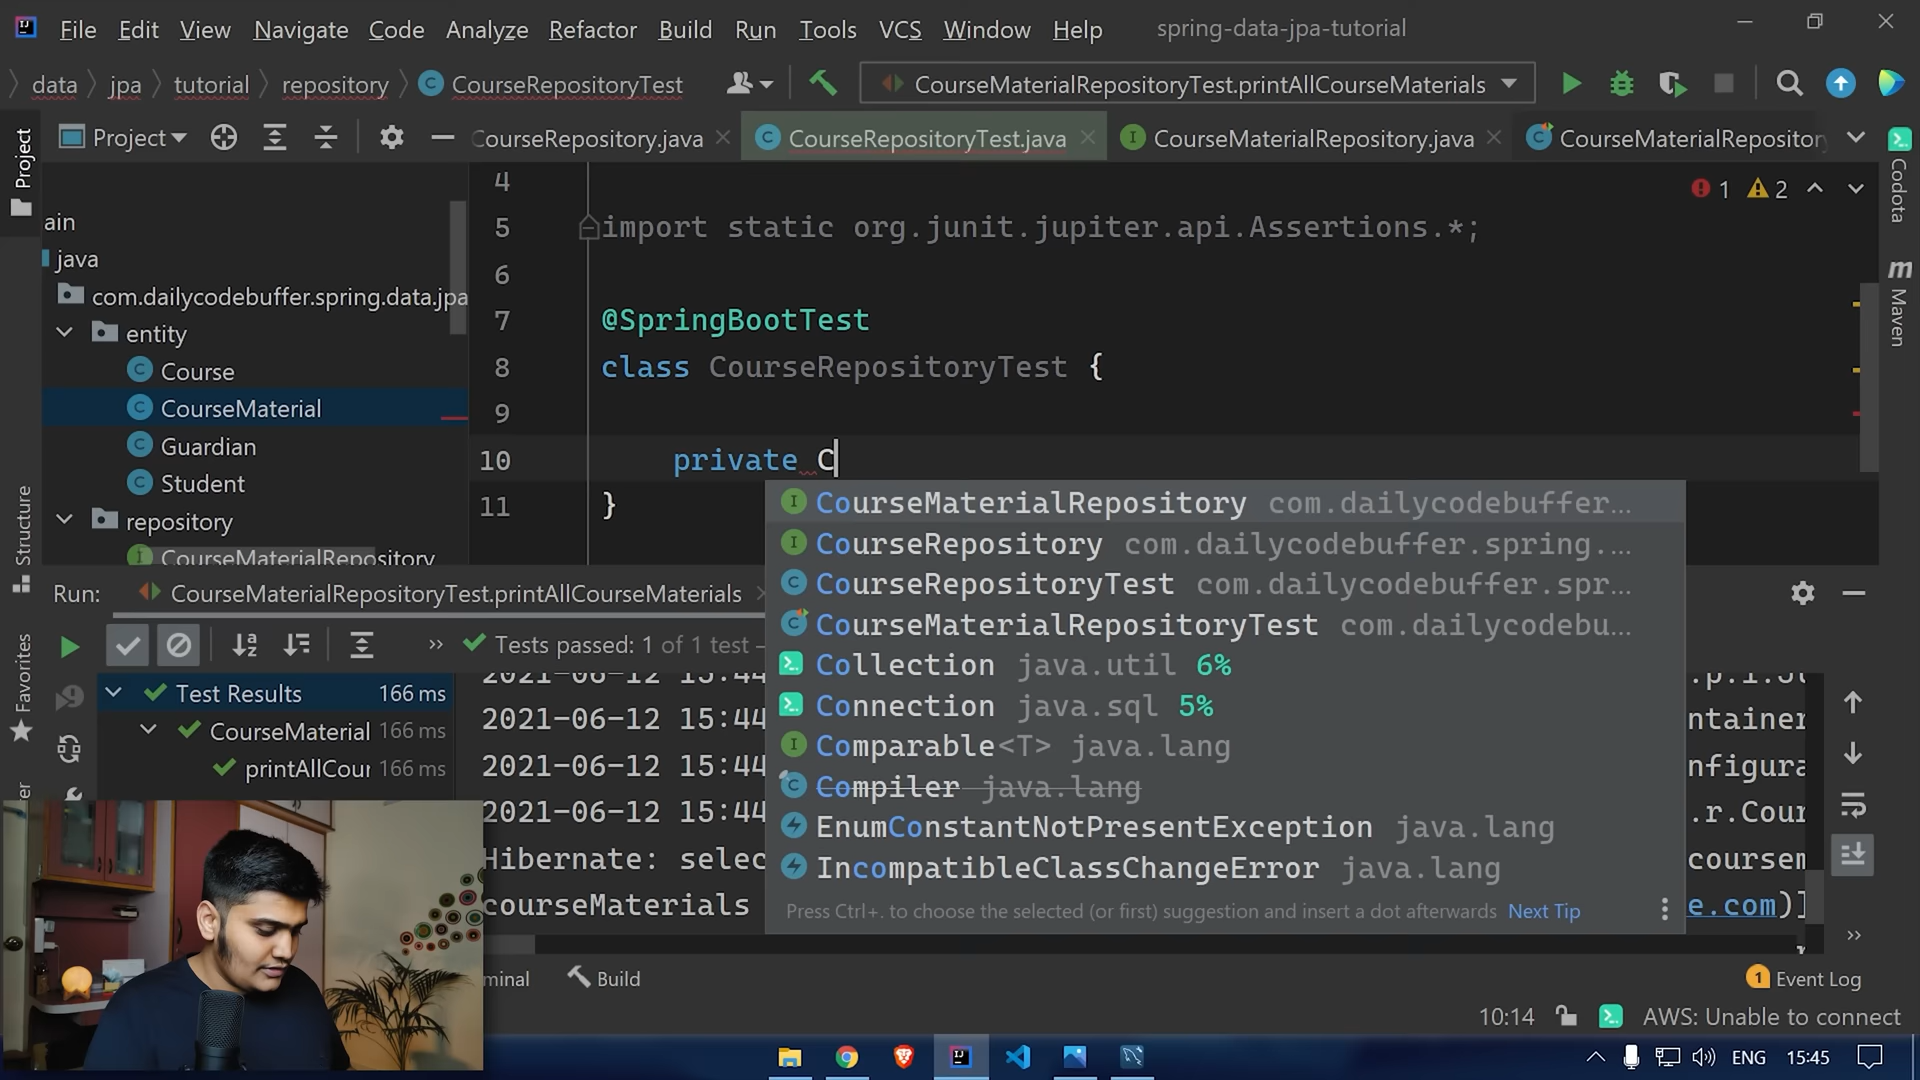 File Edit View Navigate Code Analyze Refactor Build Run Tools VCS Window Help spring-data-jpa-tutorial
data jpa tutorial repository CourseRepositoryTest CourseMaterialRepositoryTest.printAllCourseMaterials
Project
Project
CourseRepository.java CourseRepositoryTest.java CourseMaterialRepository.java CourseMaterialRepositor
Codota
Maven
Structure
Favorites
ain
java
com.dailycodebuffer.spring.data.jpa
entity
Course
CourseMaterial
Guardian
Student
repository
CourseMaterialRepository
1 2
4
5 import static org.junit.jupiter.api.Assertions.*;
6
7 @SpringBootTest
8 class CourseRepositoryTest {
9
10 private C
11 }
CourseMaterialRepository com.dailycodebuffer...
CourseRepository com.dailycodebuffer.spring....
CourseRepositoryTest com.dailycodebuffer.spr...
CourseMaterialRepositoryTest com.dailycodebu...
Collection java.util 6%
Connection java.sql 5%
Comparable<T> java.lang
Compiler java.lang
EnumConstantNotPresentException java.lang
IncompatibleClassChangeError java.lang
Press Ctrl+. to choose the selected (or first) suggestion and insert a dot afterwards Next Tip
Run: CourseMaterialRepositoryTest.printAllCourseMaterials
Tests passed: 1 of 1 test –
Test Results 166 ms
CourseMaterial 166 ms
printAllCour 166 ms
2021-06-12 15:44
2021-06-12 15:44 ntainer
2021-06-12 15:44 nfigura
2021-06-12 15:44 .r.Cour
Hibernate: selec coursem
courseMaterials e.com)]
minal Build Event Log
10:14 AWS: Unable to connect
ENG 15:45